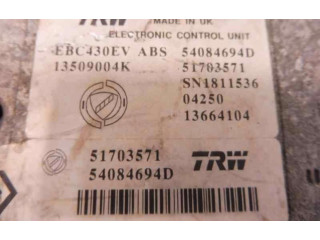 TRW MADE IN UK
ELECTRONIC CONTROL UNIT
EBC430EV ABS 54084694D
13509004K 51703571
SN1811536
04250
13664104
51703571 TRW
54084694D